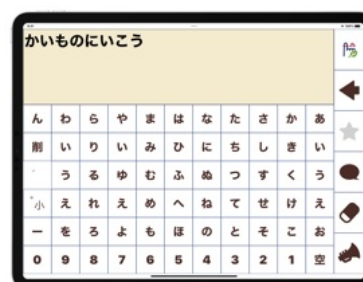 かいものにいこう
ん わ ら や ま は な た さ か あ
削 い り い み ひ に ち し き い
゛ う る ゆ む ふ ぬ つ す く う
小 え れ え め へ ね て せ け え
ー を ろ よ も ほ の と そ こ お
0 9 8 7 6 5 4 3 2 1 空